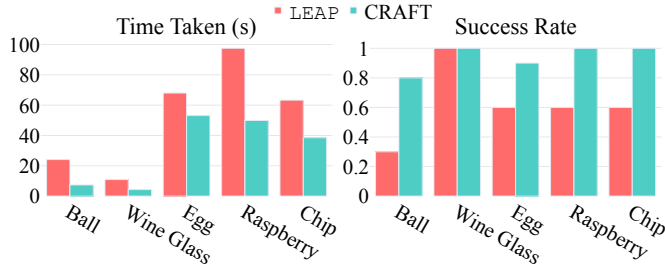 LEAP CRAFT
Time Taken (s)
100
80
60
40
20
0
Ball
Wine Glass
Egg
Raspberry
Chip
Success Rate
1
0.8
0.6
0.4
0.2
0
Ball
Wine Glass
Egg
Raspberry
Chip